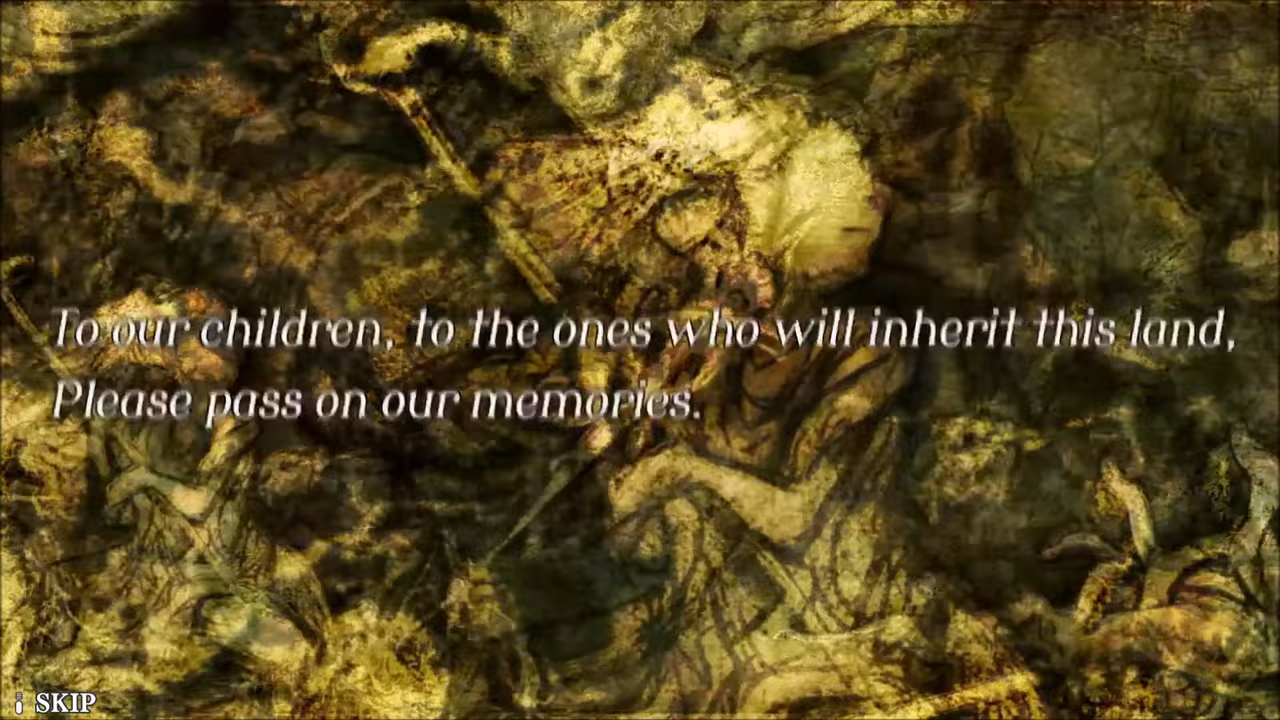 To our children, to the ones who will inherit this land,
Please pass on our memories.
SKIP